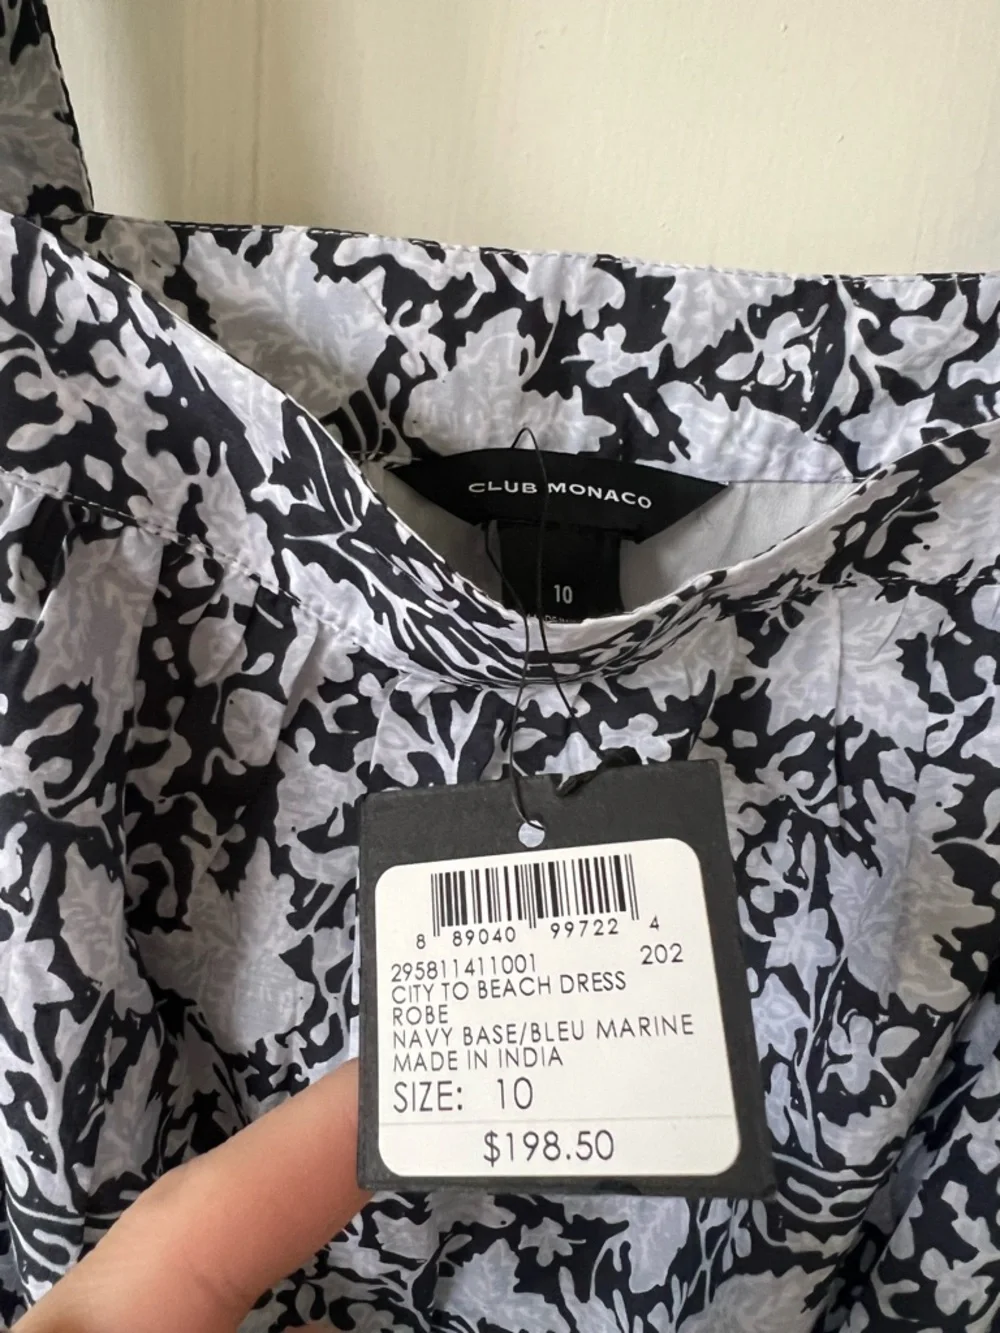 CLUB MONACO
10
8 89040 99722 4
295811411001 202
CITY TO BEACH DRESS
ROBE
NAVY BASE/BLEU MARINE
MADE IN INDIA
SIZE: 10
$198.50